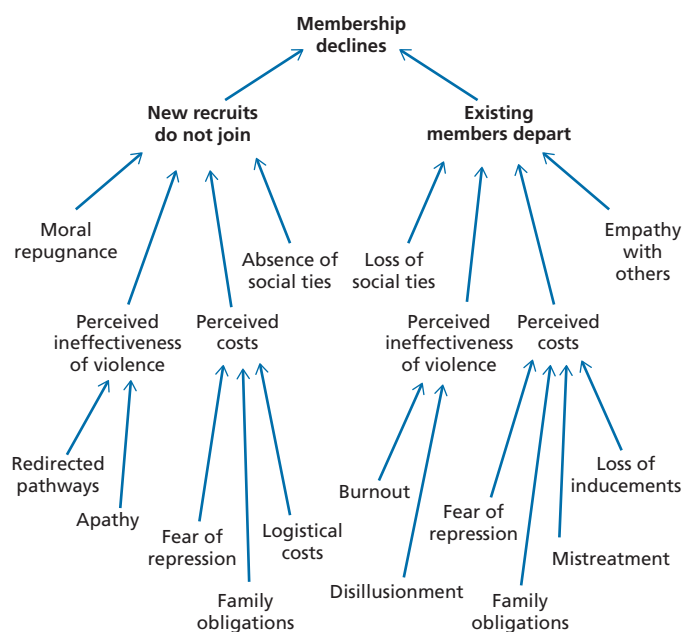 Membership
declines
New recruits
do not join
Existing
members depart
Moral
repugnance
Absence of
social ties
Loss of
social ties
Empathy
with
others
Perceived
ineffectiveness
of violence
Perceived
costs
Perceived
ineffectiveness
of violence
Perceived
costs
Redirected
pathways
Apathy
Fear of
repression
Logistical
costs
Family
obligations
Burnout
Disillusionment
Fear of
repression
Loss of
inducements
Mistreatment
Family
obligations